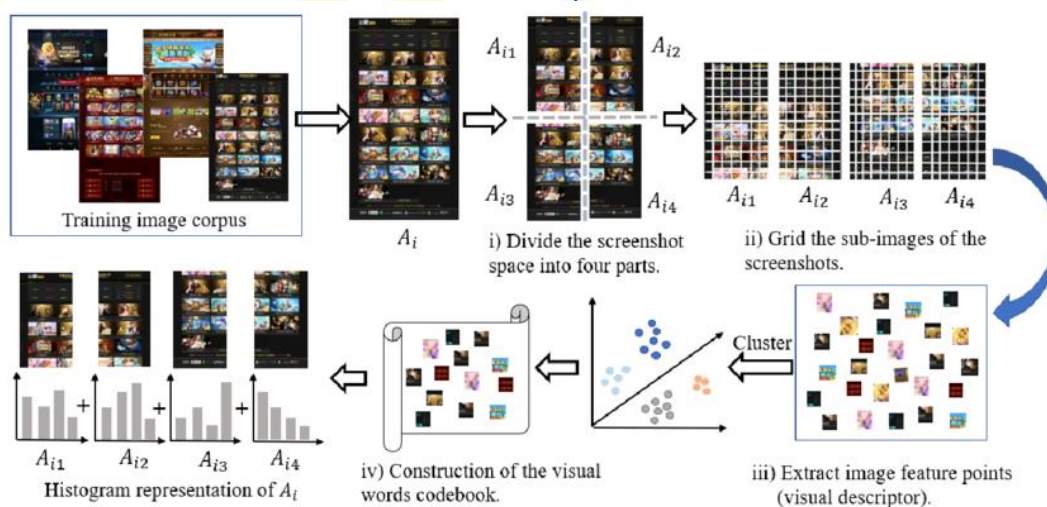 Training image corpus
A_i
A_{i1} A_{i2}
A_{i3} A_{i4}
i) Divide the screenshot
space into four parts.
A_{i1} A_{i2} A_{i3} A_{i4}
ii) Grid the sub-images of the
screenshots.
iii) Extract image feature points
(visual descriptor).
Cluster
iv) Construction of the visual
words codebook.
+ + +
A_{i1} A_{i2} A_{i3} A_{i4}
Histogram representation of A_i